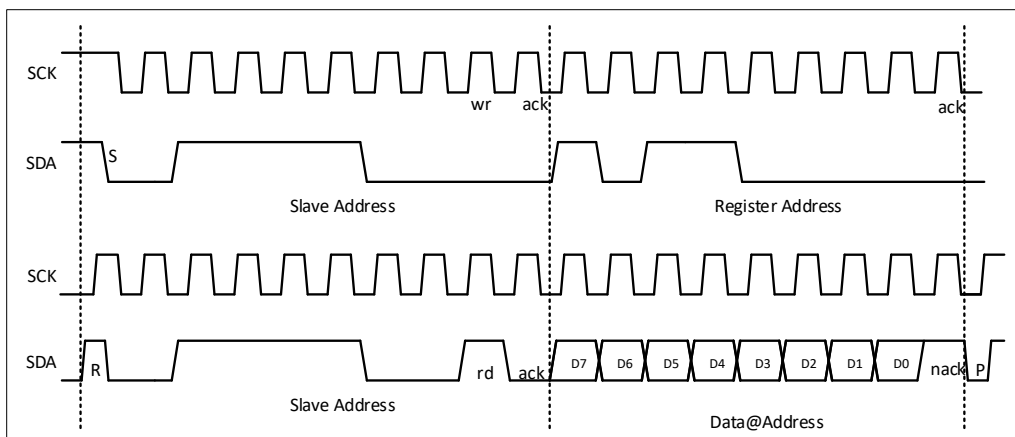 SCK
wr ack ack
SDA S
Slave Address Register Address
SCK
SDA R rd ack D7 D6 D5 D4 D3 D2 D1 D0 nack P
Slave Address
Data@Address